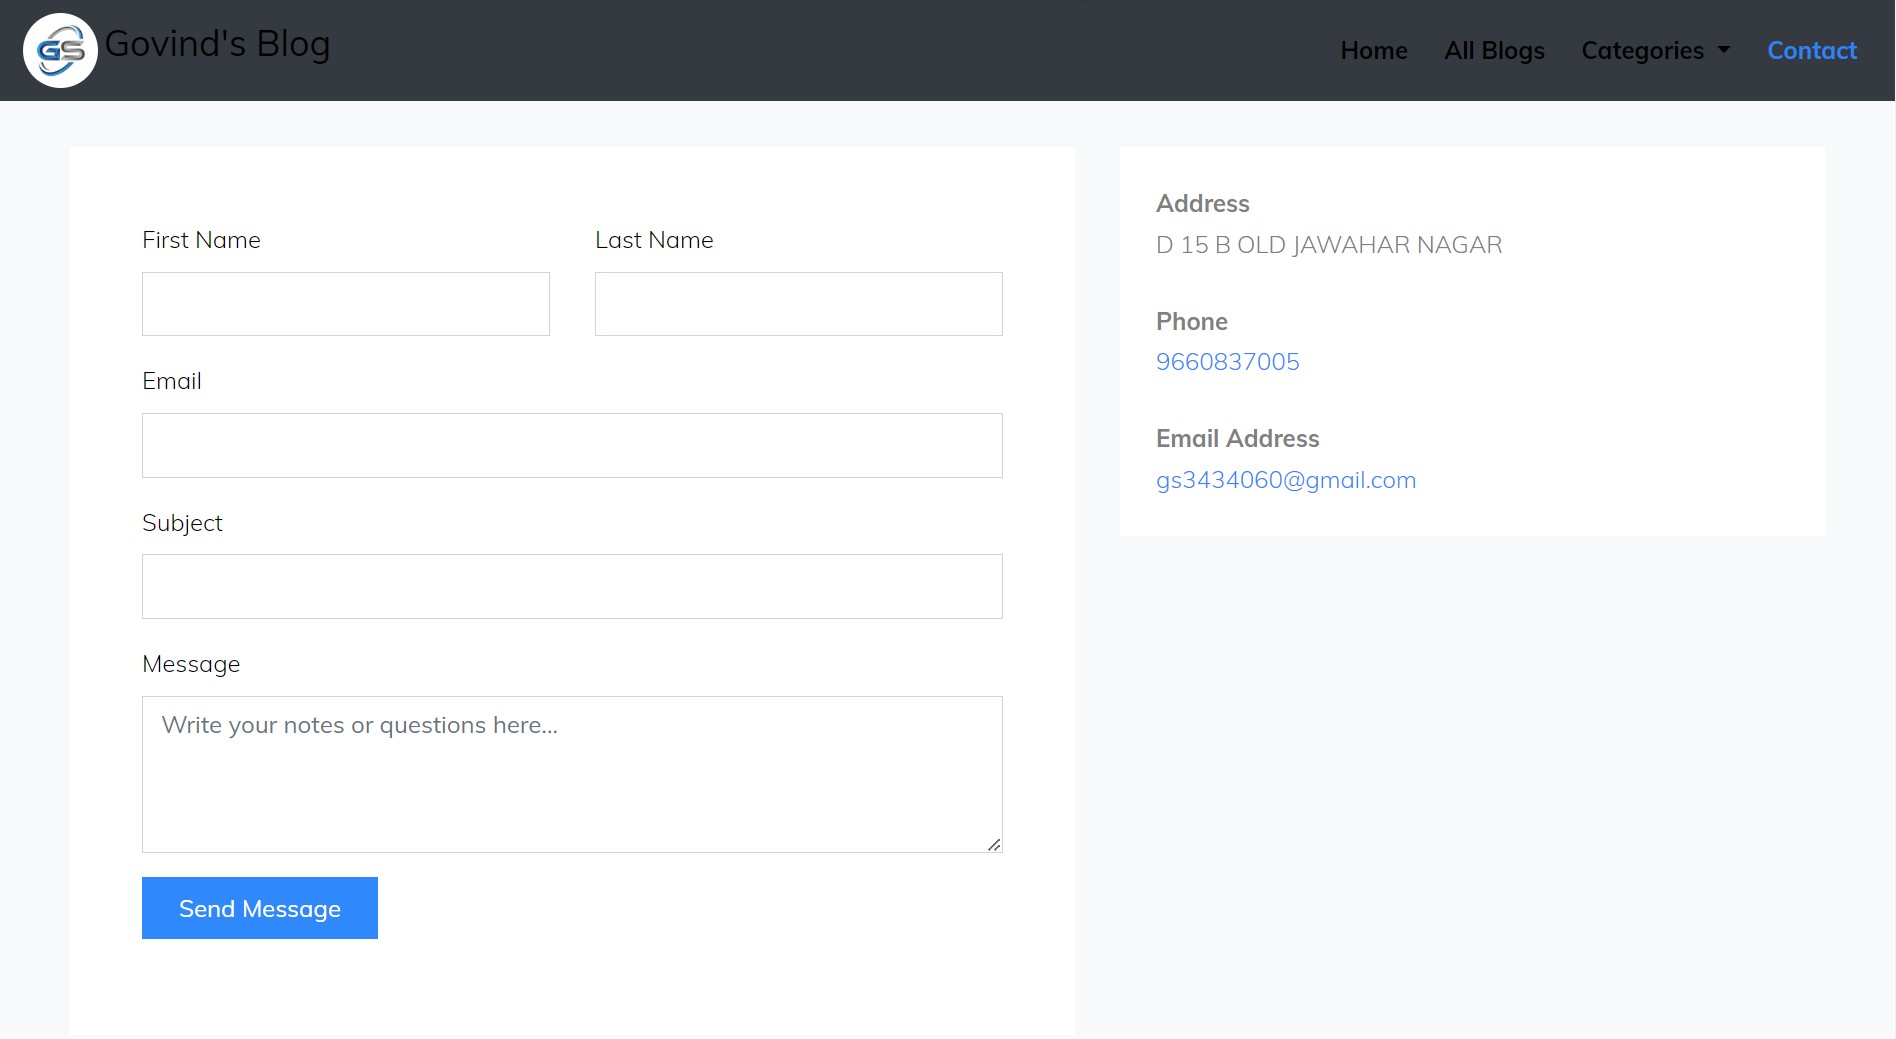 GS
Govind's Blog
Home
All Blogs
Categories
Contact
First Name
Last Name
Email
Subject
Message
Write your notes or questions here...
Send Message
Address
D 15 B OLD JAWAHAR NAGAR
Phone
9660837005
Email Address
gs3434060@gmail.com